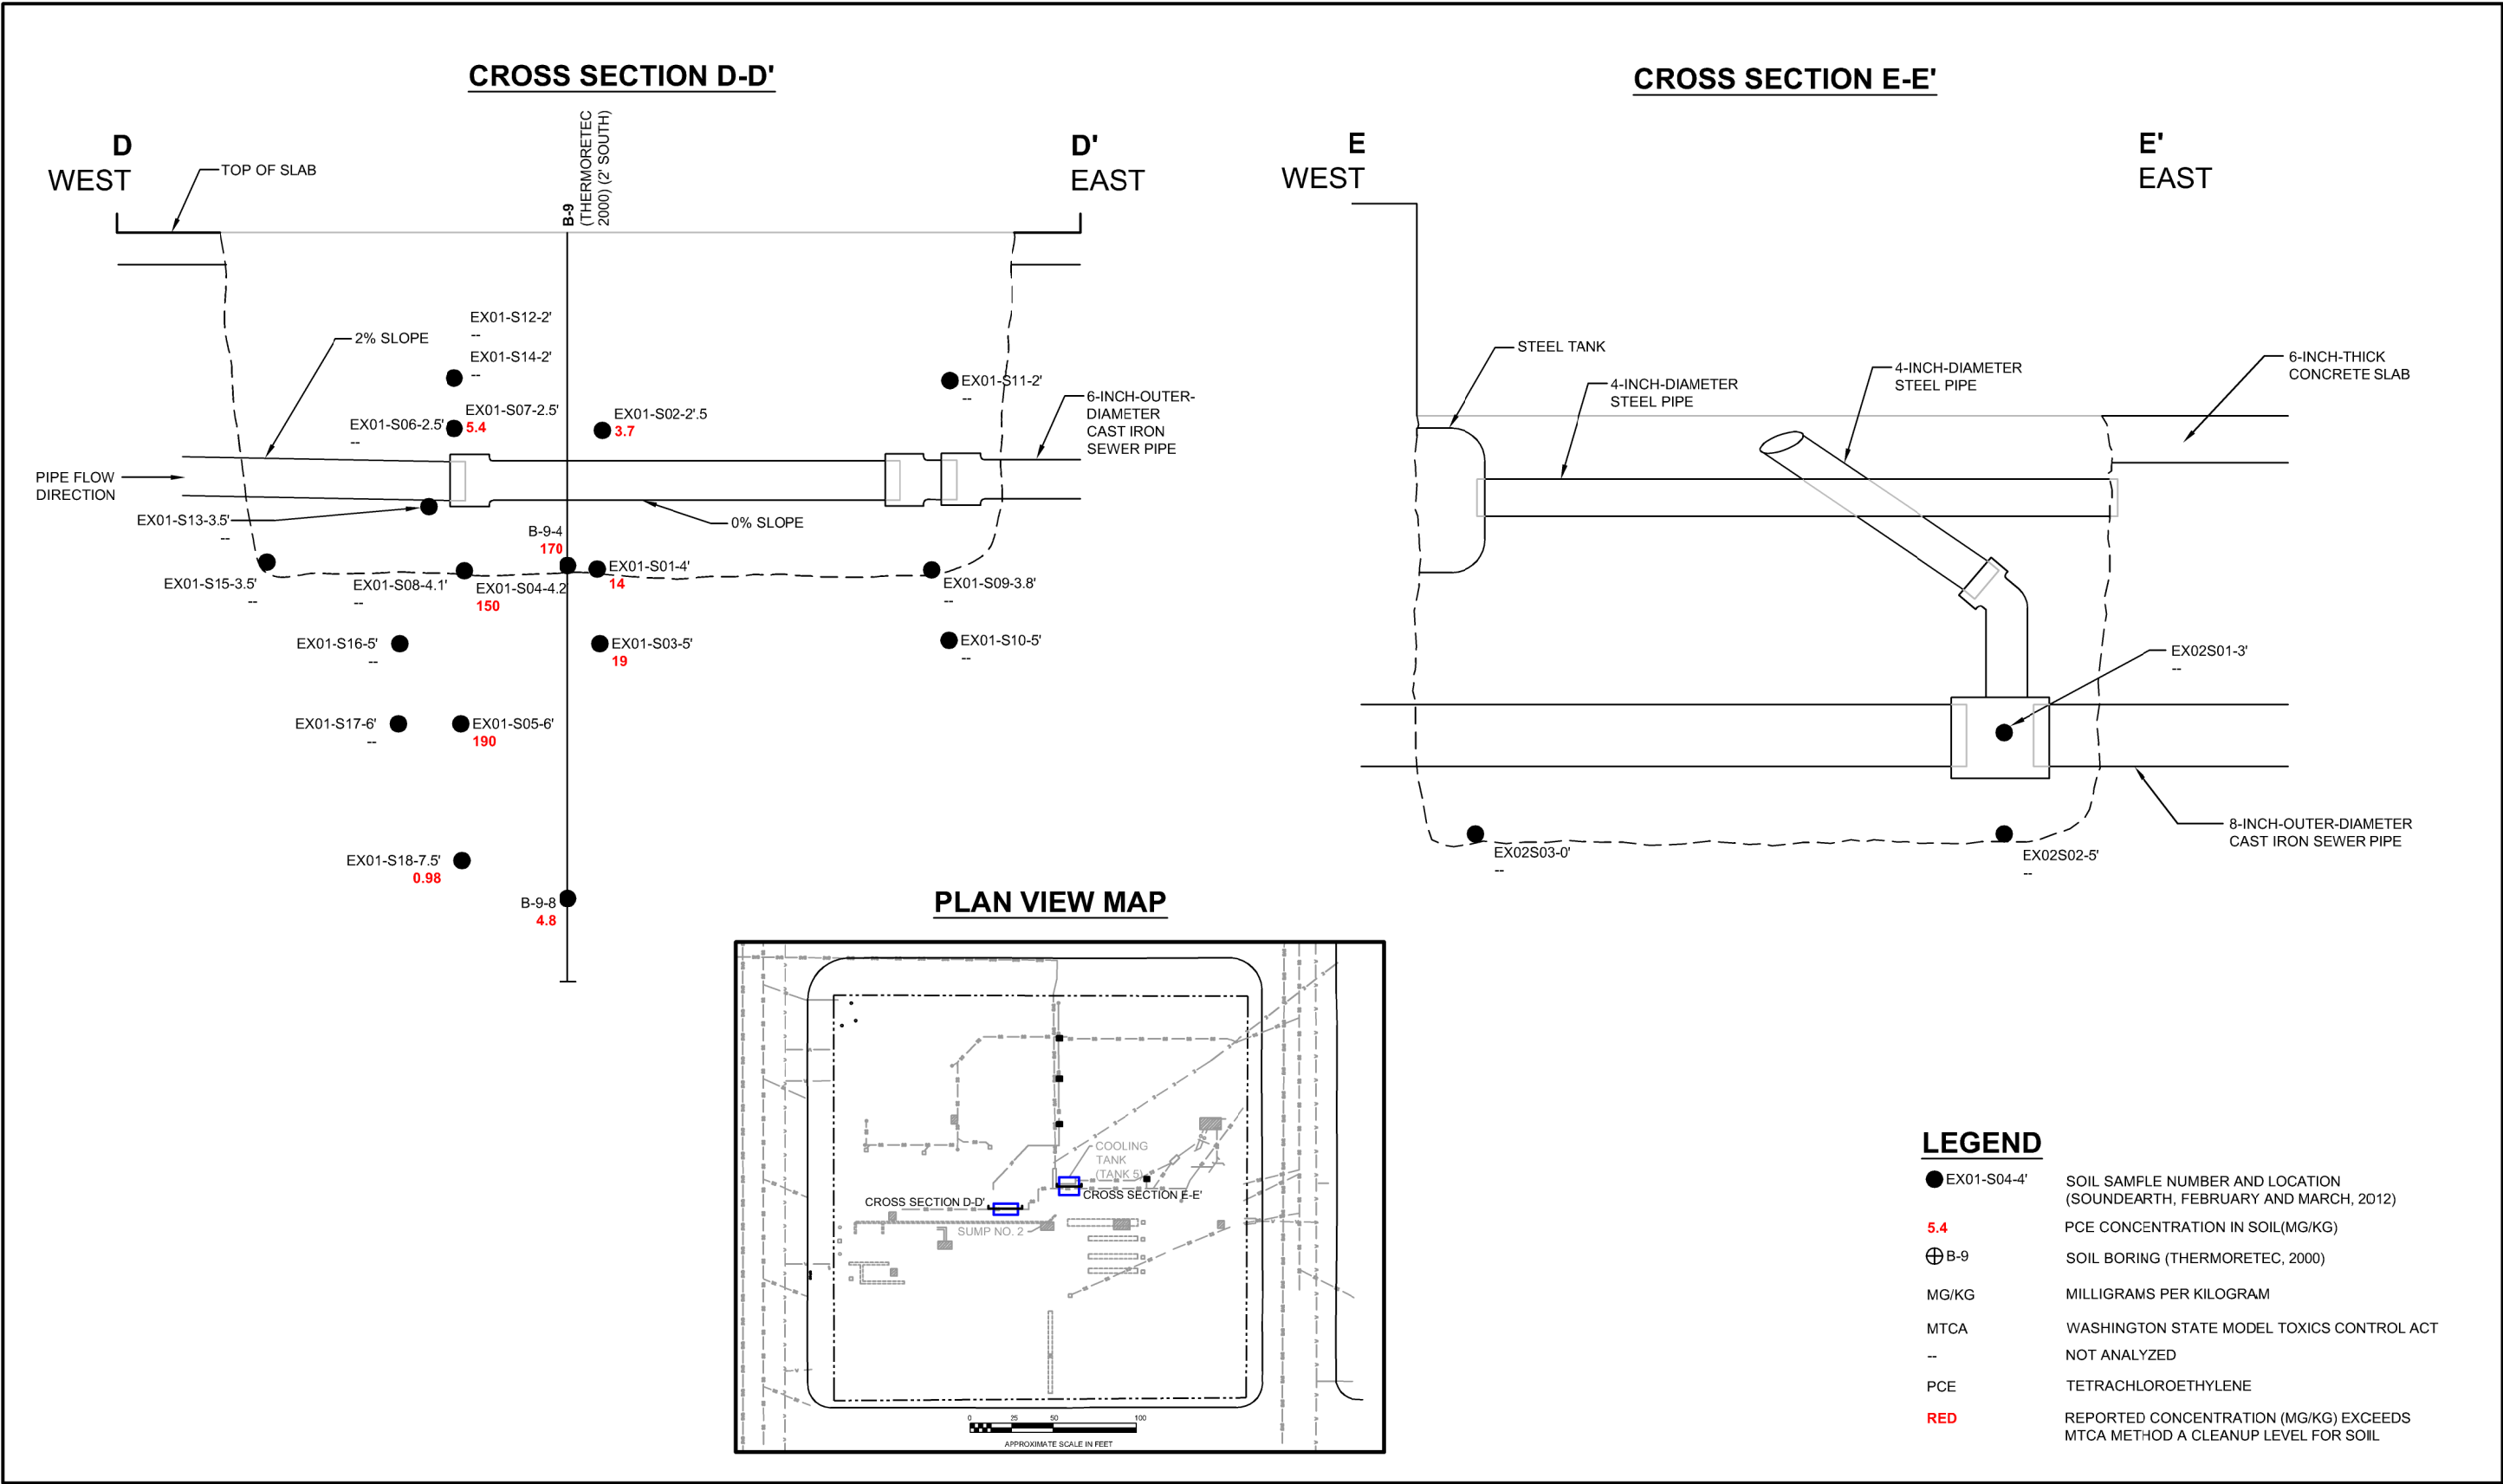 CROSS SECTION D-D'
D
WEST
TOP OF SLAB
B-9
(THERMORETEC
2000) (2' SOUTH)
D'
EAST
EX01-S12-2'
--
2% SLOPE
EX01-S14-2'
--
EX01-S11-2'
--
6-INCH-OUTER-
DIAMETER
CAST IRON
SEWER PIPE
EX01-S07-2.5'
5.4
EX01-S06-2.5'
--
EX01-S02-2'.5
3.7
PIPE FLOW
DIRECTION
EX01-S13-3.5'
--
0% SLOPE
B-9-4
170
EX01-S15-3.5'
--
EX01-S08-4.1'
--
EX01-S04-4.2
150
EX01-S01-4'
14
EX01-S09-3.8'
--
EX01-S16-5'
--
EX01-S03-5'
19
EX01-S10-5'
--
EX01-S17-6'
--
EX01-S05-6'
190
EX01-S18-7.5'
0.98
B-9-8
4.8
CROSS SECTION E-E'
E
WEST
E'
EAST
STEEL TANK
4-INCH-DIAMETER
STEEL PIPE
4-INCH-DIAMETER
STEEL PIPE
6-INCH-THICK
CONCRETE SLAB
EX02S01-3'
--
8-INCH-OUTER-DIAMETER
CAST IRON SEWER PIPE
EX02S03-0'
--
EX02S02-5'
--
PLAN VIEW MAP
COOLING
TANK
(TANK 5)
CROSS SECTION D-D'
CROSS SECTION E-E'
SUMP NO. 2
0 25 50 100
APPROXIMATE SCALE IN FEET
LEGEND
EX01-S04-4' SOIL SAMPLE NUMBER AND LOCATION
(SOUNDEARTH, FEBRUARY AND MARCH, 2012)
5.4 PCE CONCENTRATION IN SOIL(MG/KG)
B-9 SOIL BORING (THERMORETEC, 2000)
MG/KG MILLIGRAMS PER KILOGRAM
MTCA WASHINGTON STATE MODEL TOXICS CONTROL ACT
-- NOT ANALYZED
PCE TETRACHLOROETHYLENE
RED REPORTED CONCENTRATION (MG/KG) EXCEEDS
MTCA METHOD A CLEANUP LEVEL FOR SOIL